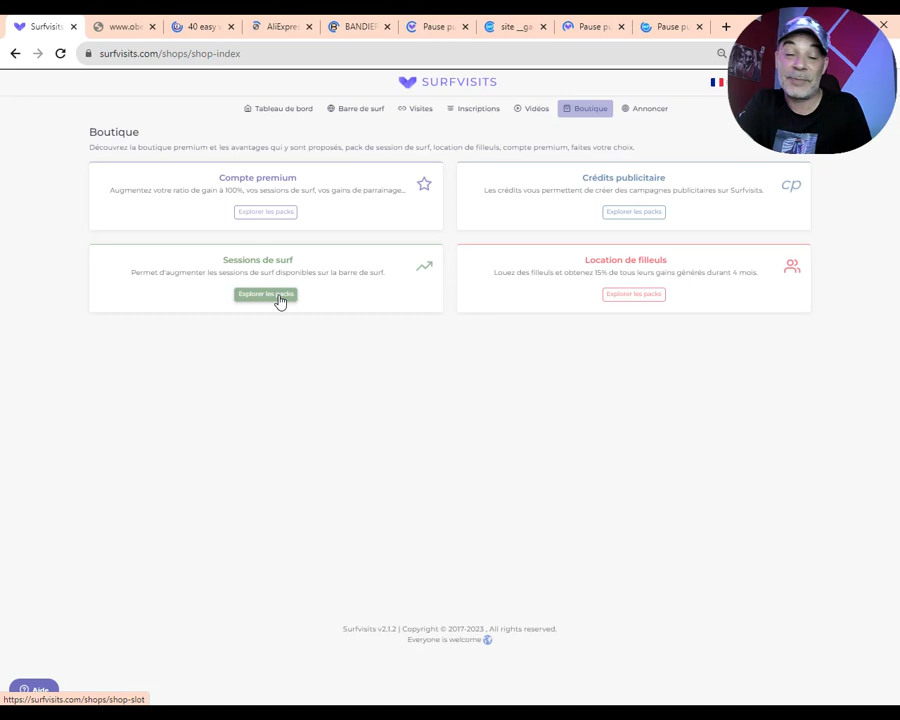 Surfvisits
www.obc
40 easy
AliExpres
BANDIER
Pause pu
site __ga
Pause pu
Pause pu
surfvisits.com/shops/shop-index
SURFVISITS
Tableau de bord
Barre de surf
Visites
Inscriptions
Vidéos
Boutique
Annoncer
Boutique
Découvrez la boutique premium et les avantages qui y sont proposés, pack de session de surf, location de filleuls, compte premium, faites votre choix.
Compte premium
Augmentez votre ratio de gain à 100%, vos sessions de surf, vos gains de parrainage...
Explorer les packs
Crédits publicitaire
Les crédits vous permettent de créer des campagnes publicitaires sur Surfvisits.
cp
Explorer les packs
Sessions de surf
Permet d'augmenter les sessions de surf disponibles sur la barre de surf.
Explorer les packs
Location de filleuls
Louez des filleuls et obtenez 15% de tous leurs gains générés durant 4 mois.
Explorer les packs
Surfvisits v2.1.2 | Copyright © 2017-2023 , All rights reserved.
Everyone is welcome
Aide
https://surfvisits.com/shops/shop-slot